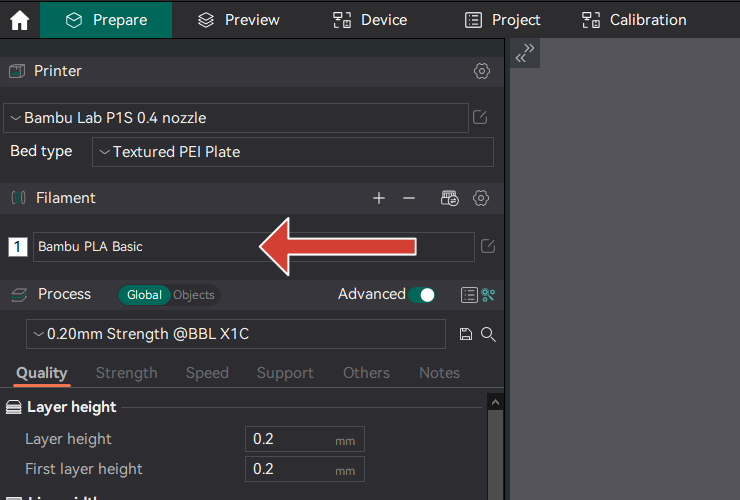 Prepare Preview Device Project Calibration
Printer
Bambu Lab P1S 0.4 nozzle
Bed type Textured PEI Plate
Filament
1 Bambu PLA Basic
Process Global Objects Advanced
0.20mm Strength @BBL X1C
Quality Strength Speed Support Others Notes
Layer height
Layer height 0.2 mm
First layer height 0.2 mm